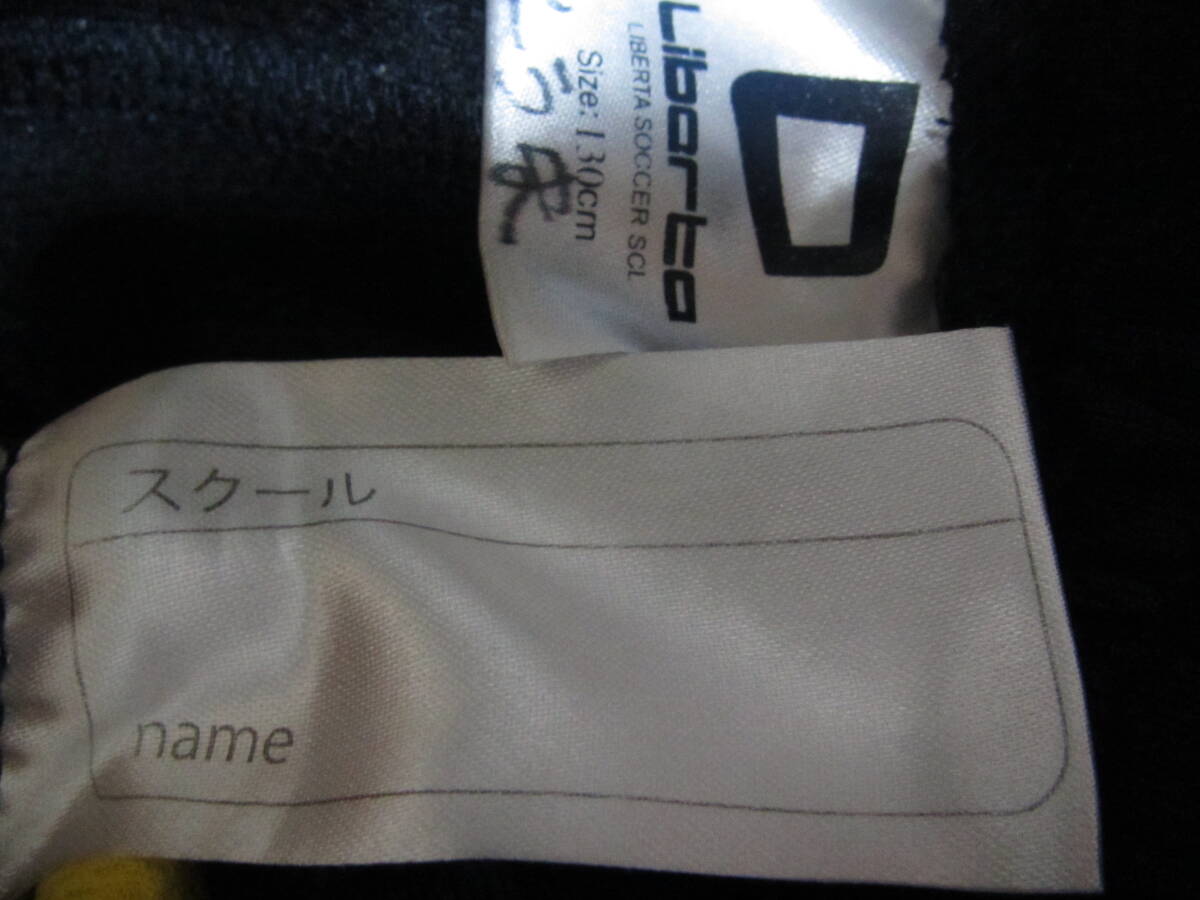 Liberta
LIBERTA SOCCER SCL
Size: 130cm
スクール
name